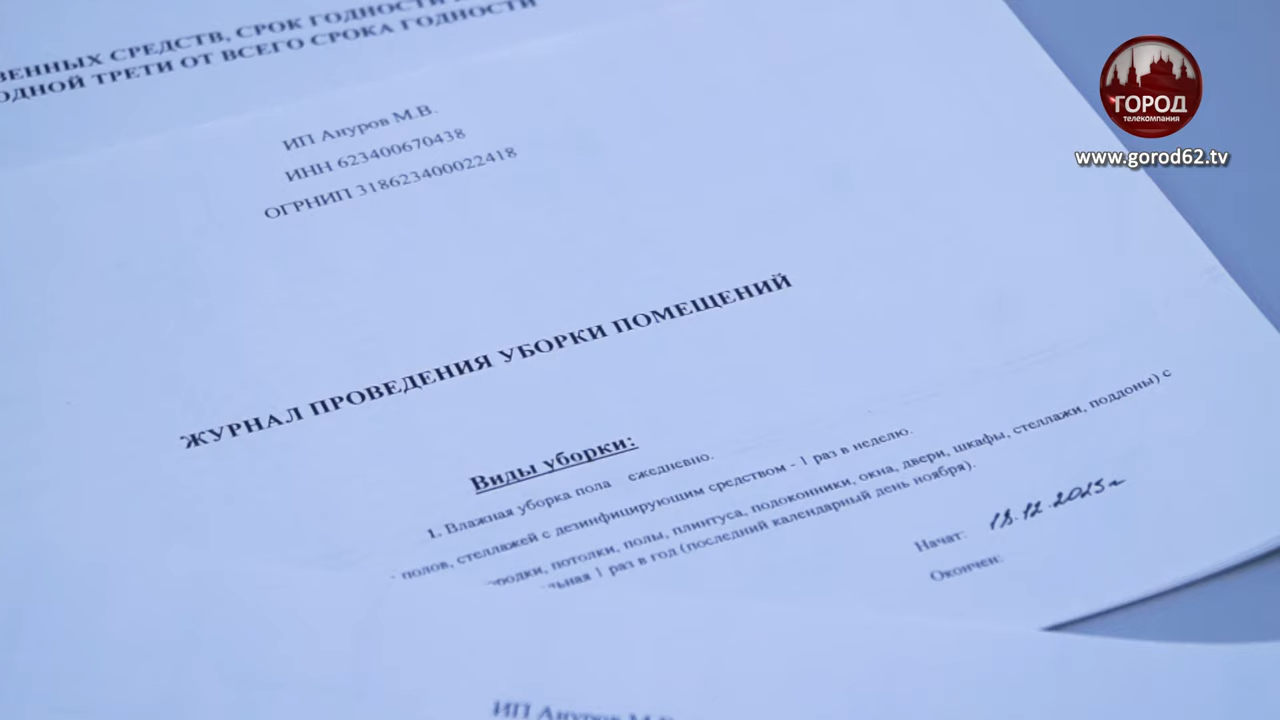 ВЕННЫХ СРЕДСТВ, СРОК ГОДНОСТИ
ОДНОЙ ТРЕТИ ОТ ВСЕГО СРОКА ГОДНОСТИ
ГОРОД
телекомпания
www.gorod62.tv
ИП Ануров М.В.
ИНН 623400670438
ОГРНИП 318623400022418
ЖУРНАЛ ПРОВЕДЕНИЯ УБОРКИ ПОМЕЩЕНИЙ
Виды уборки:
1. Влажная уборка пола ежедневно.
полов, стеллажей с дезинфицирующим средством - 1 раз в неделю.
потолки, полы, плинтуса, подоконники, окна, двери, шкафы, стеллажи, поддоны) с
1 раз в год (последний календарный день ноября).
Начат: 18.12.2025г
Окончен:
ИП Ануров М.В.